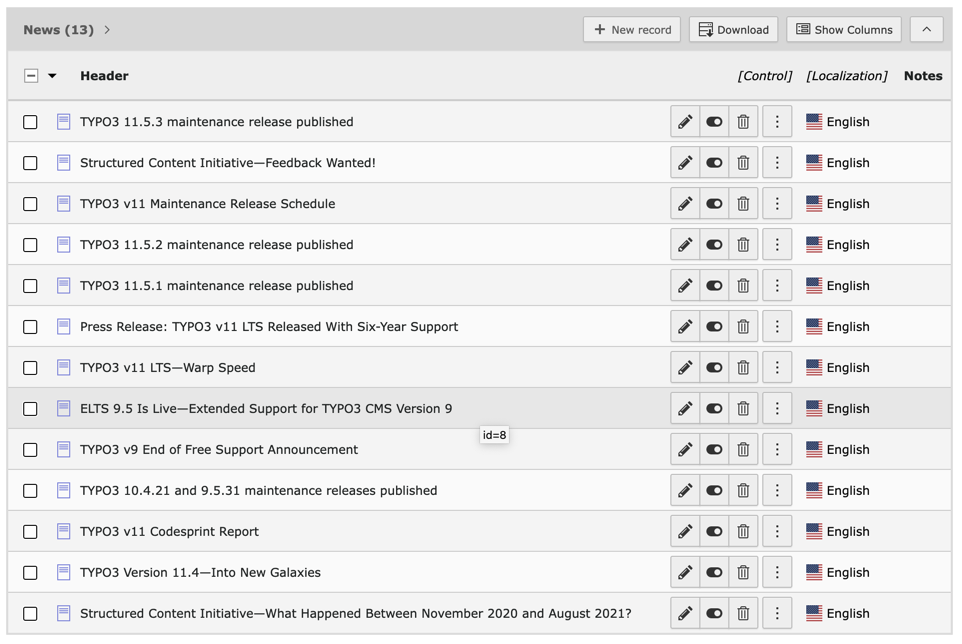 News (13)
New record
Download
Show Columns
Header
[Control]
[Localization]
Notes
TYPO3 11.5.3 maintenance release published English
Structured Content Initiative—Feedback Wanted! English
TYPO3 v11 Maintenance Release Schedule English
TYPO3 11.5.2 maintenance release published English
TYPO3 11.5.1 maintenance release published English
Press Release: TYPO3 v11 LTS Released With Six-Year Support English
TYPO3 v11 LTS—Warp Speed English
ELTS 9.5 Is Live—Extended Support for TYPO3 CMS Version 9 English
id=8
TYPO3 v9 End of Free Support Announcement English
TYPO3 10.4.21 and 9.5.31 maintenance releases published English
TYPO3 v11 Codesprint Report English
TYPO3 Version 11.4—Into New Galaxies English
Structured Content Initiative—What Happened Between November 2020 and August 2021? English